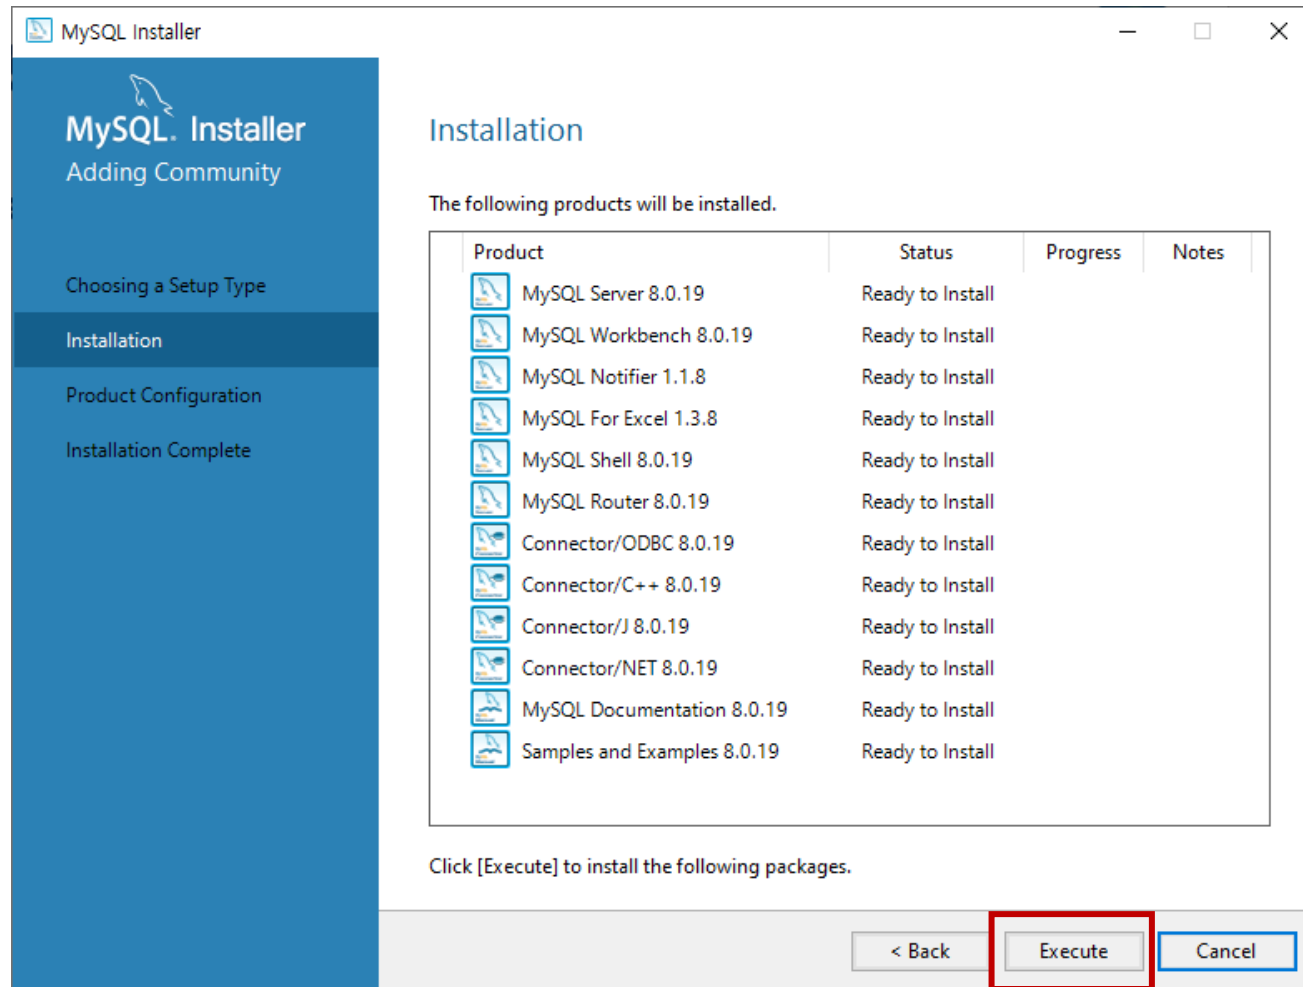 MySQL Installer
MySQL. Installer
Adding Community
Choosing a Setup Type
Installation
Product Configuration
Installation Complete
Installation
The following products will be installed.
Product Status Progress Notes
MySQL Server 8.0.19 Ready to Install
MySQL Workbench 8.0.19 Ready to Install
MySQL Notifier 1.1.8 Ready to Install
MySQL For Excel 1.3.8 Ready to Install
MySQL Shell 8.0.19 Ready to Install
MySQL Router 8.0.19 Ready to Install
Connector/ODBC 8.0.19 Ready to Install
Connector/C++ 8.0.19 Ready to Install
Connector/J 8.0.19 Ready to Install
Connector/NET 8.0.19 Ready to Install
MySQL Documentation 8.0.19 Ready to Install
Samples and Examples 8.0.19 Ready to Install
Click [Execute] to install the following packages.
< Back Execute Cancel